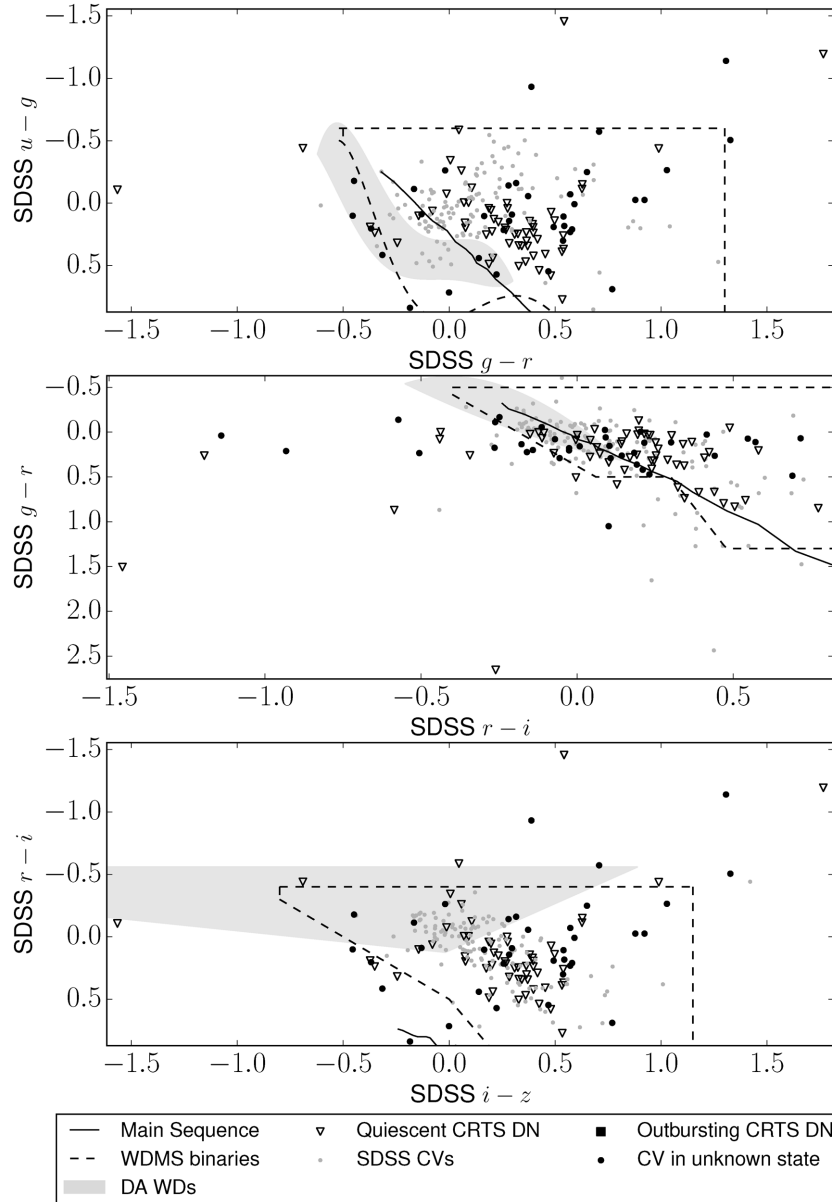 −1.5
−1.0
−0.5
0.0
0.5
SDSS u − g
−1.5 −1.0 −0.5 0.0 0.5 1.0 1.5
SDSS g − r
−0.5
0.0
0.5
1.0
1.5
2.0
2.5
SDSS g − r
−1.5 −1.0 −0.5 0.0 0.5
SDSS r − i
−1.5
−1.0
−0.5
0.0
0.5
SDSS r − i
−1.5 −1.0 −0.5 0.0 0.5 1.0 1.5
SDSS i − z
Main Sequence Quiescent CRTS DN Outbursting CRTS DN
WDMS binaries SDSS CVs CV in unknown state
DA WDs